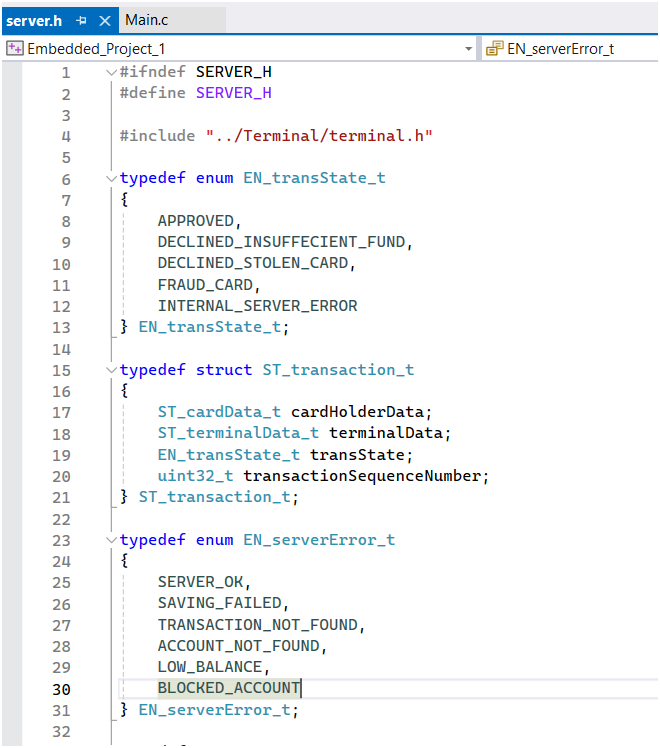 server.h Main.c
Embedded_Project_1 EN_serverError_t
1 #ifndef SERVER_H
2 #define SERVER_H
3
4 #include "../Terminal/terminal.h"
5
6 typedef enum EN_transState_t
7 {
8 APPROVED,
9 DECLINED_INSUFFECIENT_FUND,
10 DECLINED_STOLEN_CARD,
11 FRAUD_CARD,
12 INTERNAL_SERVER_ERROR
13 } EN_transState_t;
14
15 typedef struct ST_transaction_t
16 {
17 ST_cardData_t cardHolderData;
18 ST_terminalData_t terminalData;
19 EN_transState_t transState;
20 uint32_t transactionSequenceNumber;
21 } ST_transaction_t;
22
23 typedef enum EN_serverError_t
24 {
25 SERVER_OK,
26 SAVING_FAILED,
27 TRANSACTION_NOT_FOUND,
28 ACCOUNT_NOT_FOUND,
29 LOW_BALANCE,
30 BLOCKED_ACCOUNT
31 } EN_serverError_t;
32